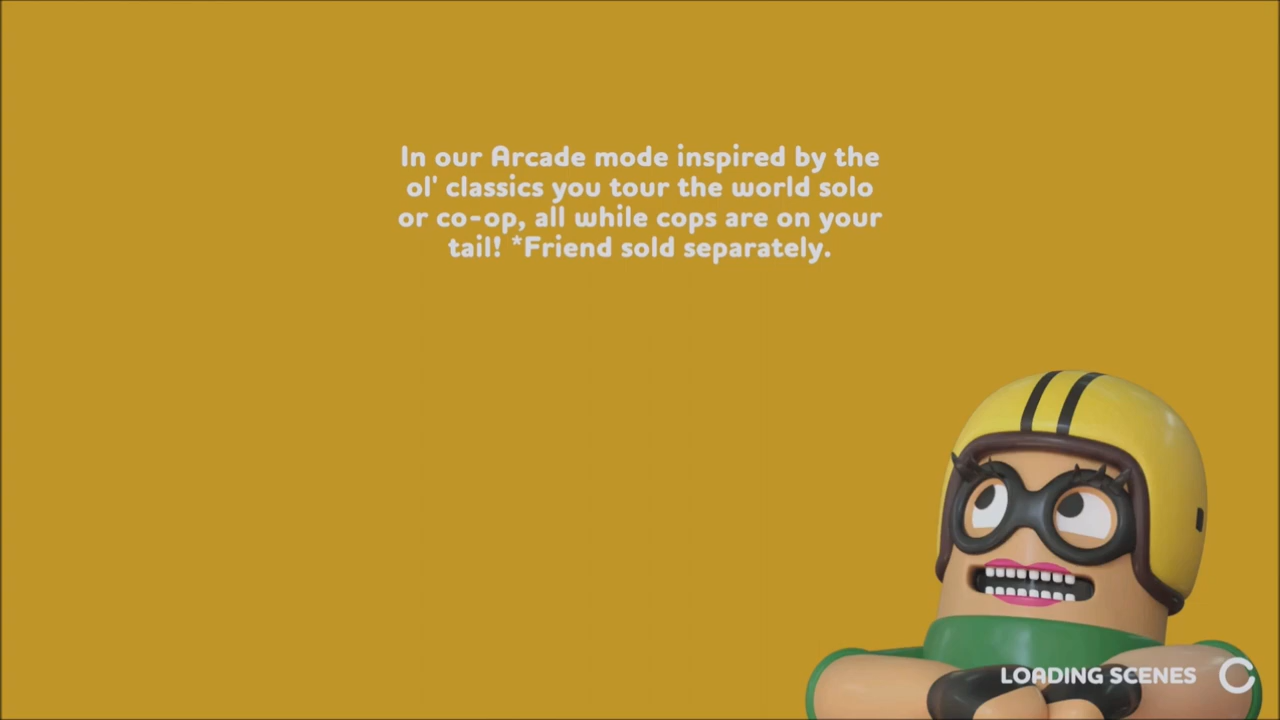 In our Arcade mode inspired by the
ol' classics you tour the world solo
or co-op, all while cops are on your
tail! *Friend sold separately.
LOADING SCENES